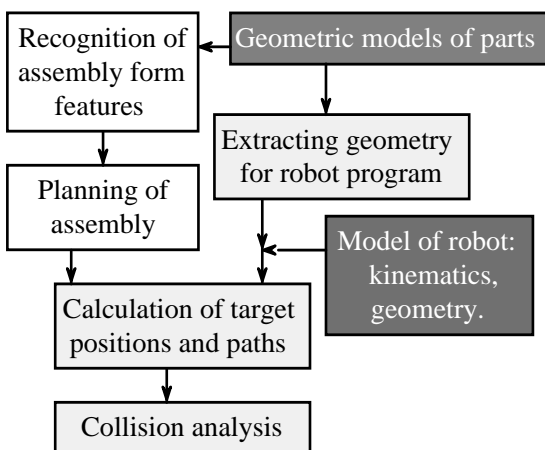 Recognition of
assembly form
features
Geometric models of parts
Extracting geometry
for robot program
Planning of
assembly
Model of robot:
kinematics,
geometry.
Calculation of target
positions and paths
Collision analysis